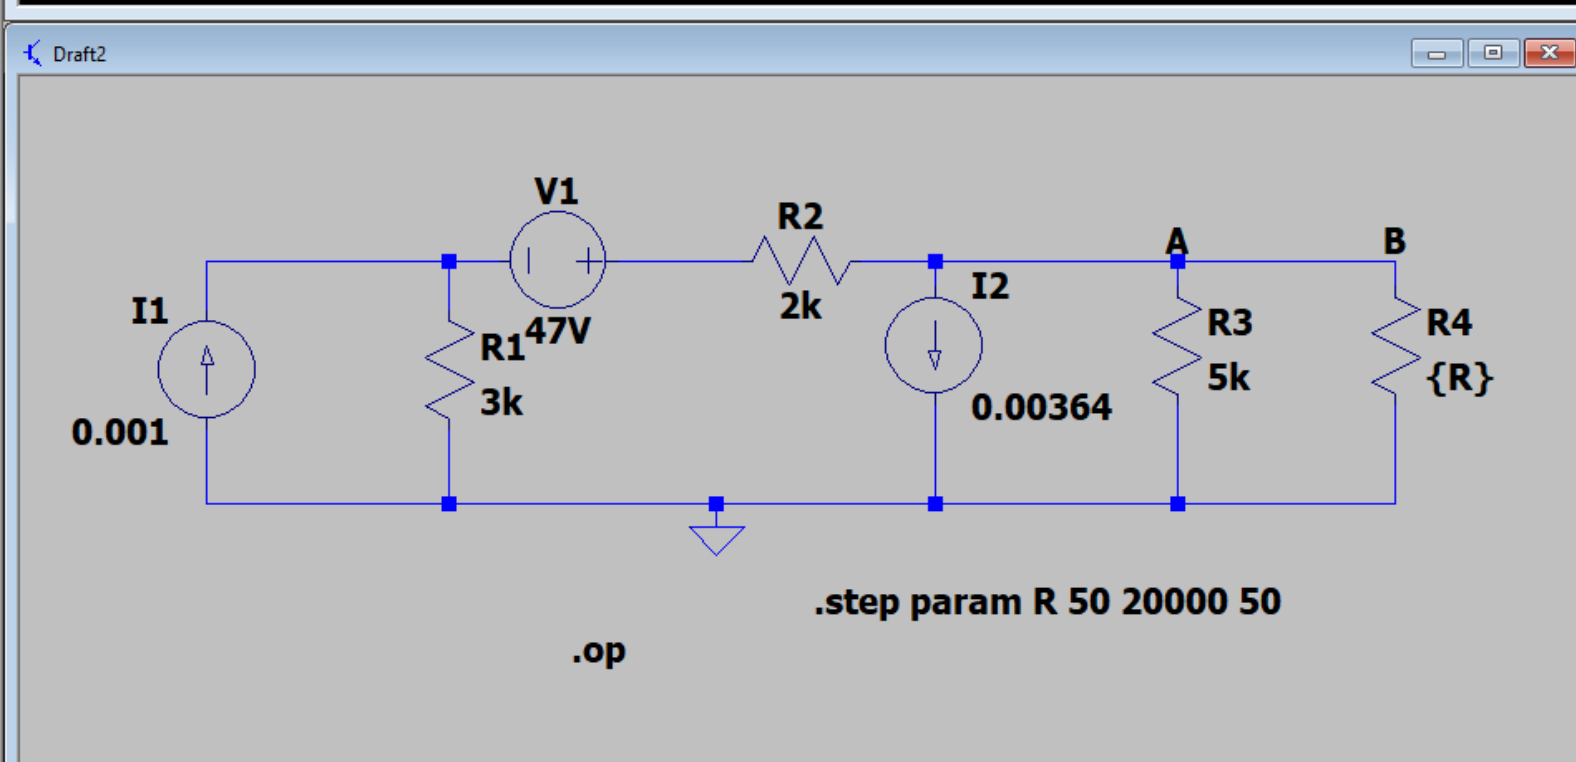 Draft2
V1
R2
A
B
I1
I2
R1
47V
2k
R3
R4
3k
5k
{R}
0.001
0.00364
.step param R 50 20000 50
.op